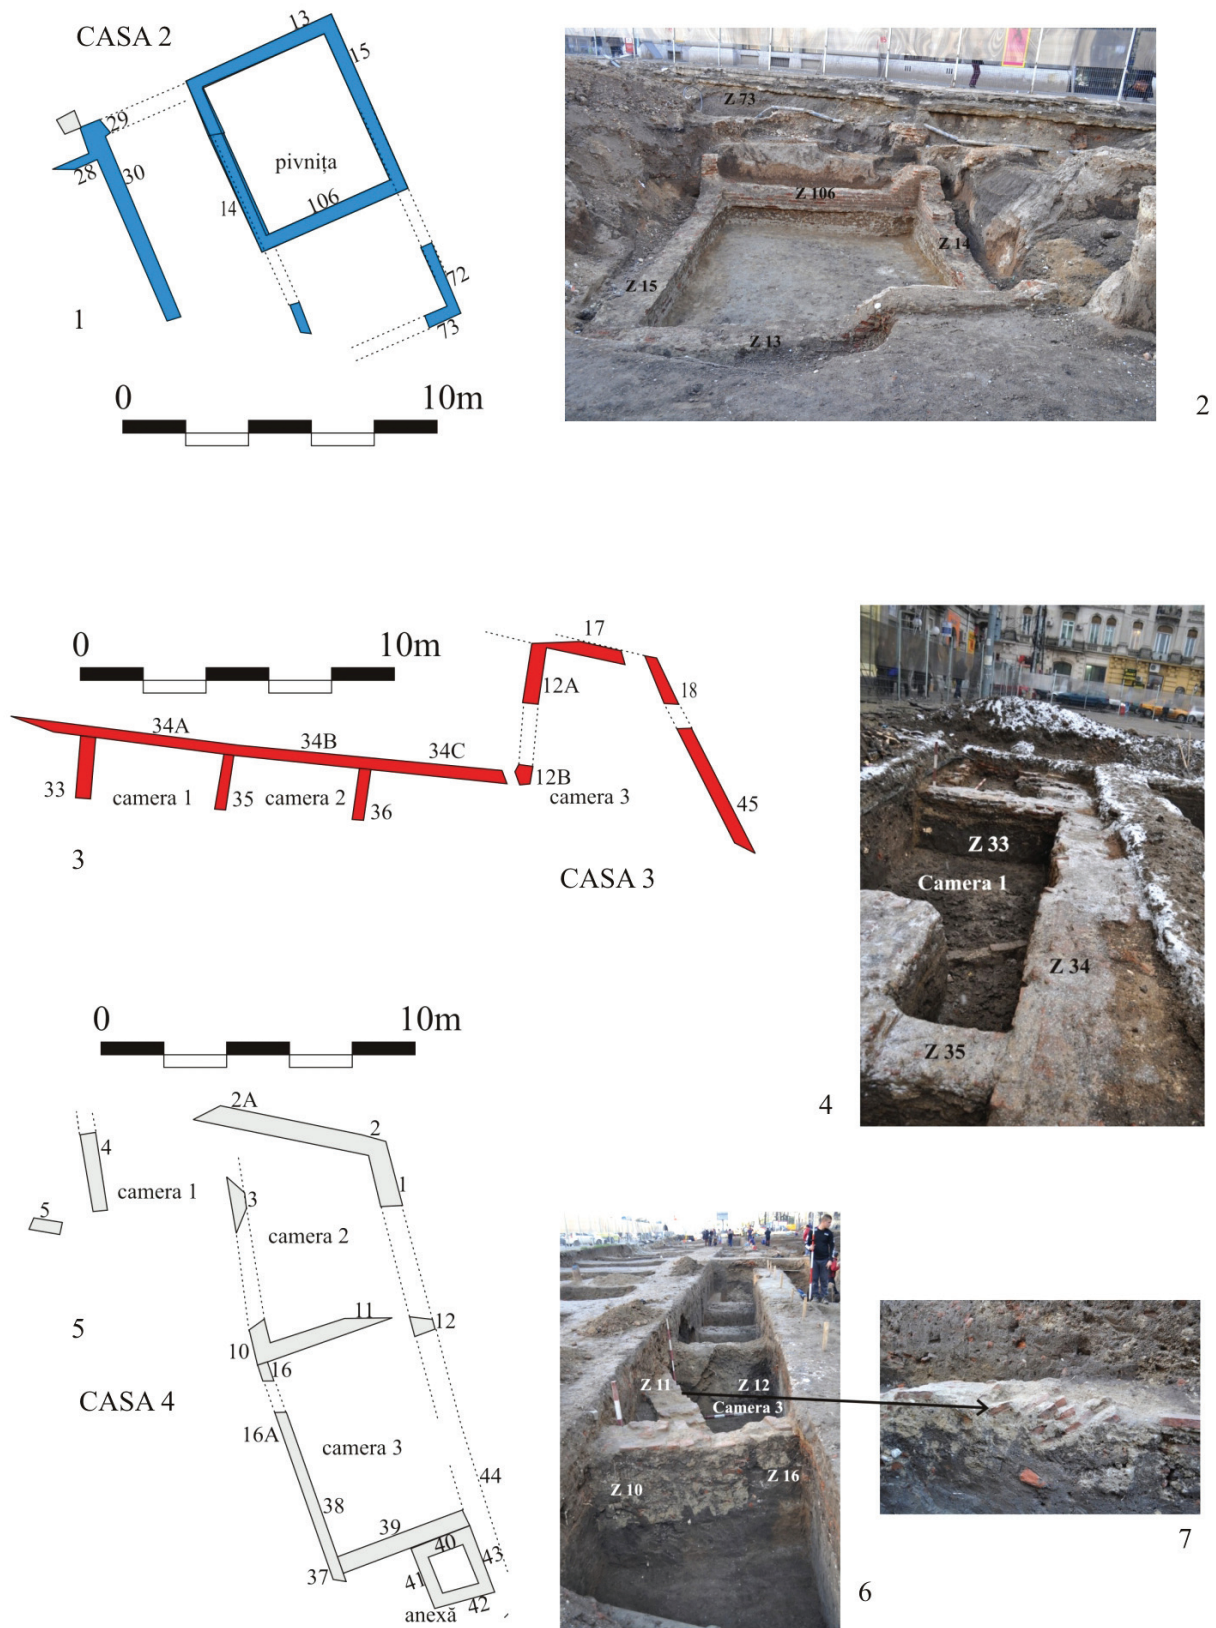 CASA 2
13
15
29
28
30
pivnița
14
106
72
73
1
0 10m
Z 73
Z 106
Z 14
Z 15
Z 13
2
0 10m
17
12A
18
34A
34B
34C
12B
33
camera 1
35
camera 2
36
camera 3
45
3
CASA 3
Z 33
Camera 1
Z 34
Z 35
4
0 10m
2A
2
4
camera 1
1
3
5
camera 2
11
12
10
16
5
CASA 4
16A
camera 3
44
38
39
40
43
37
41
42
anexă
Z 11
Z 12
Camera 3
Z 16
Z 10
6
7